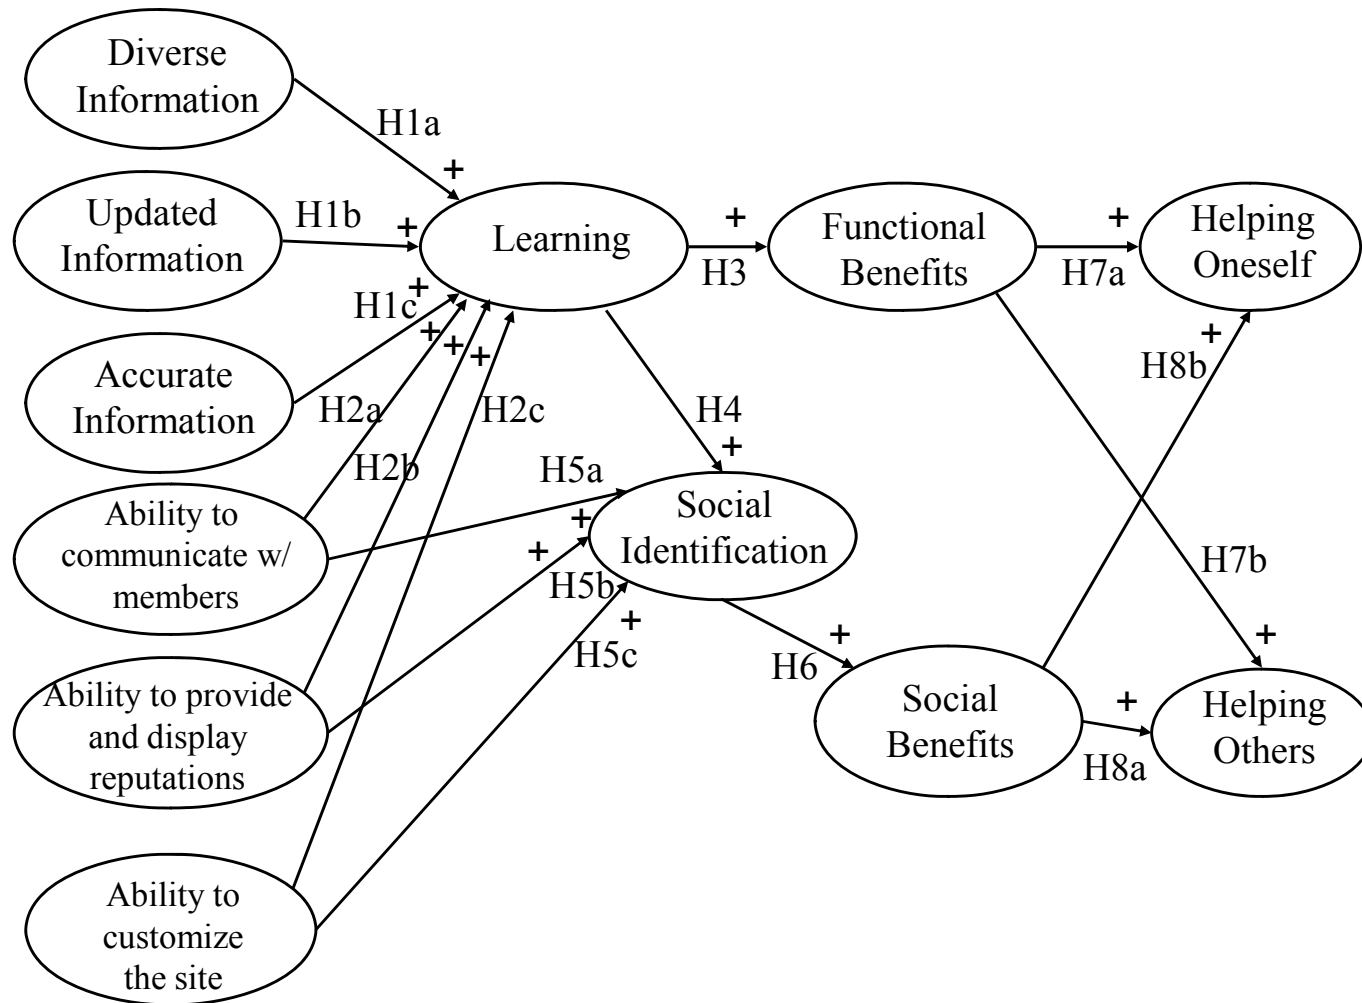 Diverse
Information
H1a
+
Updated
Information
H1b
+
Learning
+
H3
Functional
Benefits
+
H7a
Helping
Oneself
H1c
+
Accurate
Information
+
+
+
H2a
H2b
H2c
H4
+
H8b
+
Ability to
communicate w/
members
H5a
+
Social
Identification
+
H5b
H5c
+
H7b
+
H6
+
Ability to provide
and display
reputations
Social
Benefits
+
H8a
Helping
Others
Ability to
customize
the site